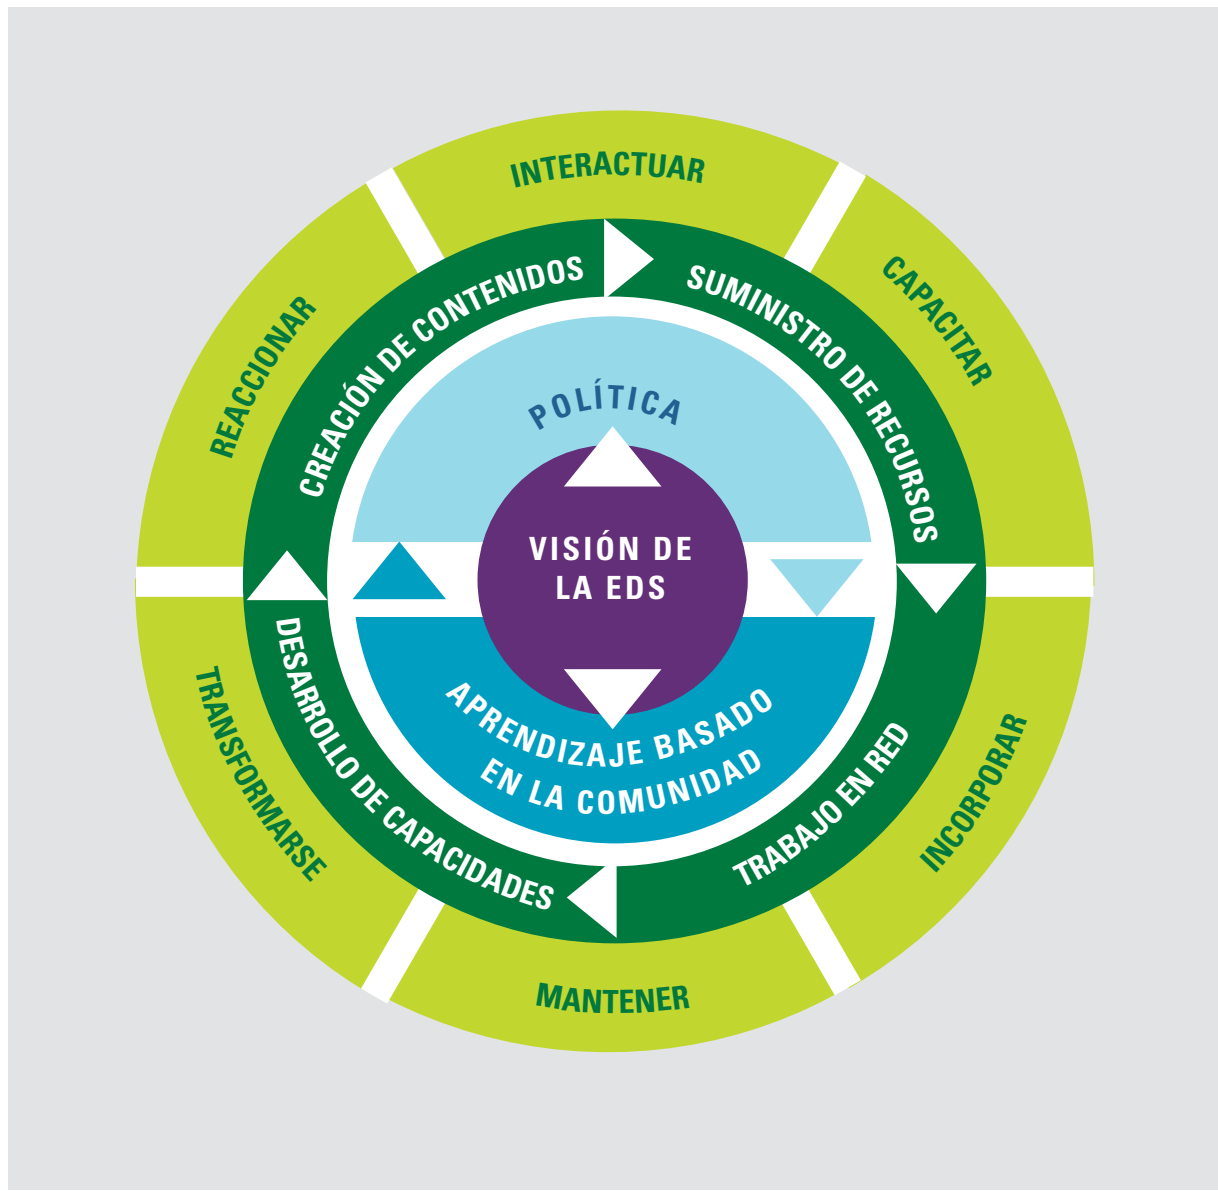 INTERACTUAR
CAPACITAR
INCORPORAR
MANTENER
TRANSFORMARSE
REACCIONAR
CREACIÓN DE CONTENIDOS
SUMINISTRO DE RECURSOS
TRABAJO EN RED
DESARROLLO DE CAPACIDADES
POLÍTICA
VISIÓN DE
LA EDS
APRENDIZAJE BASADO
EN LA COMUNIDAD